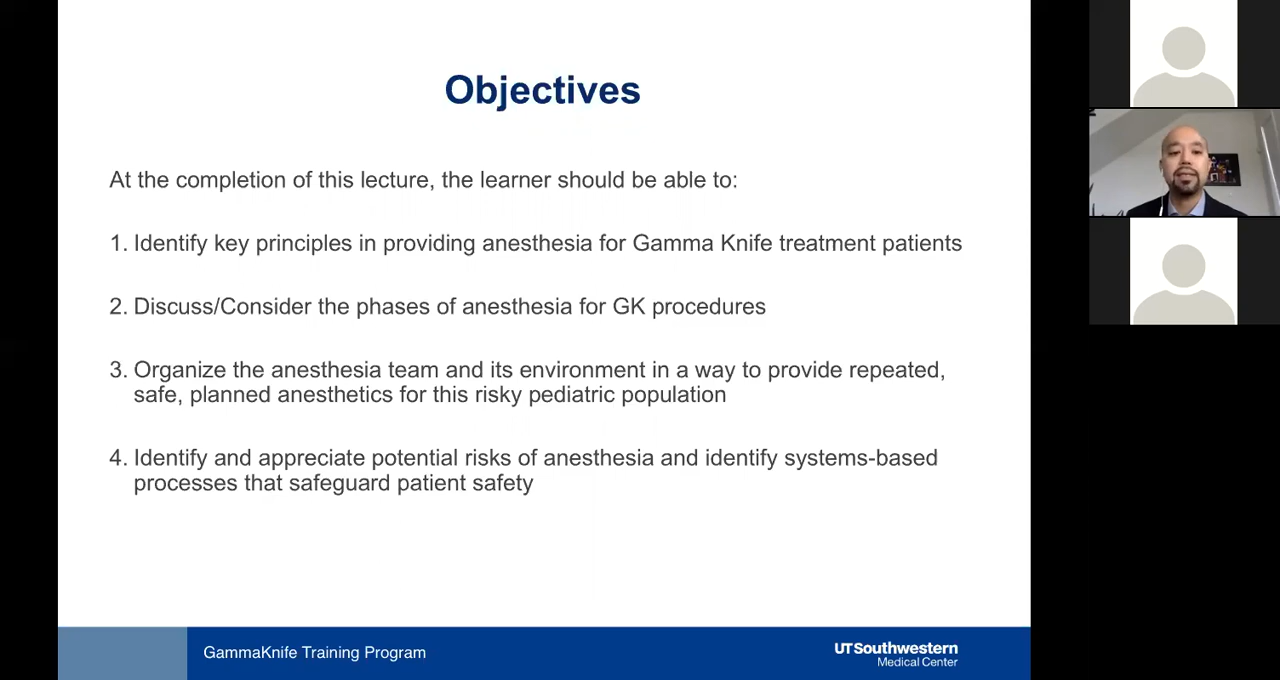 Objectives
At the completion of this lecture, the learner should be able to:
1. Identify key principles in providing anesthesia for Gamma Knife treatment patients
2. Discuss/Consider the phases of anesthesia for GK procedures
3. Organize the anesthesia team and its environment in a way to provide repeated,
safe, planned anesthetics for this risky pediatric population
4. Identify and appreciate potential risks of anesthesia and identify systems-based
processes that safeguard patient safety
GammaKnife Training Program
UTSouthwestern
Medical Center